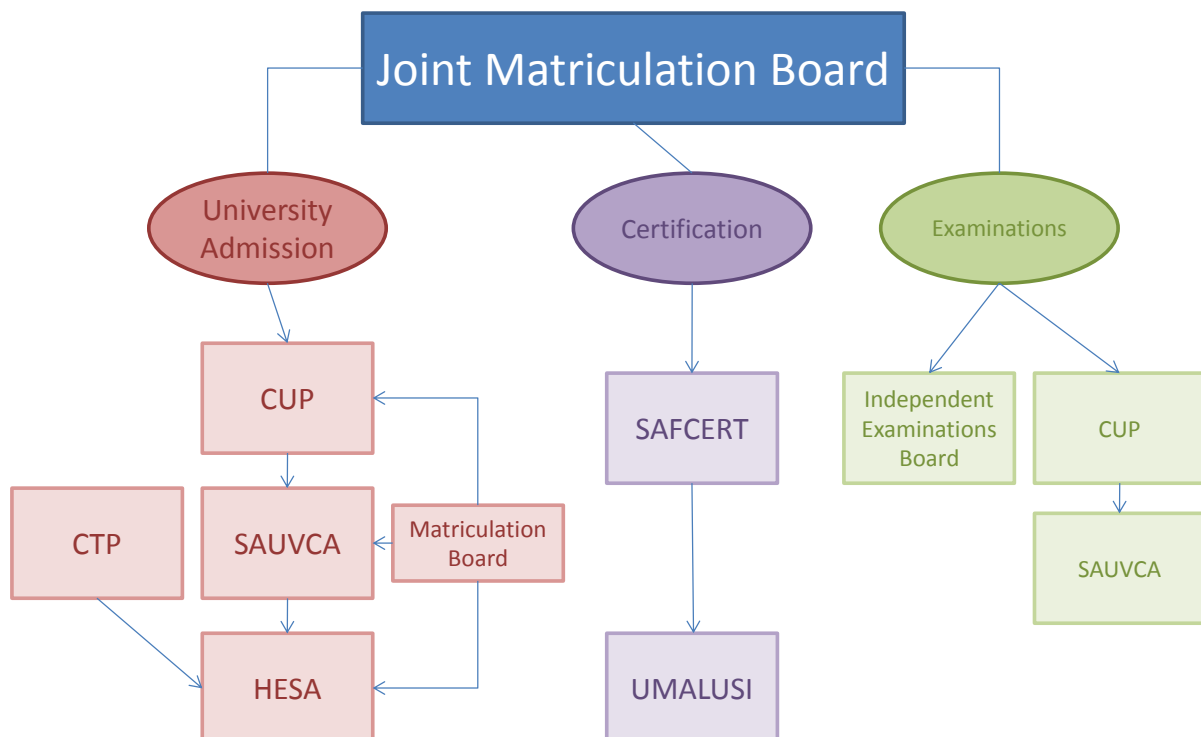 Joint Matriculation Board
University
Admission
Certification
Examinations
CUP
SAFCERT
Independent
Examinations
Board
CUP
CTP
SAUVCA
Matriculation
Board
SAUVCA
HESA
UMALUSI